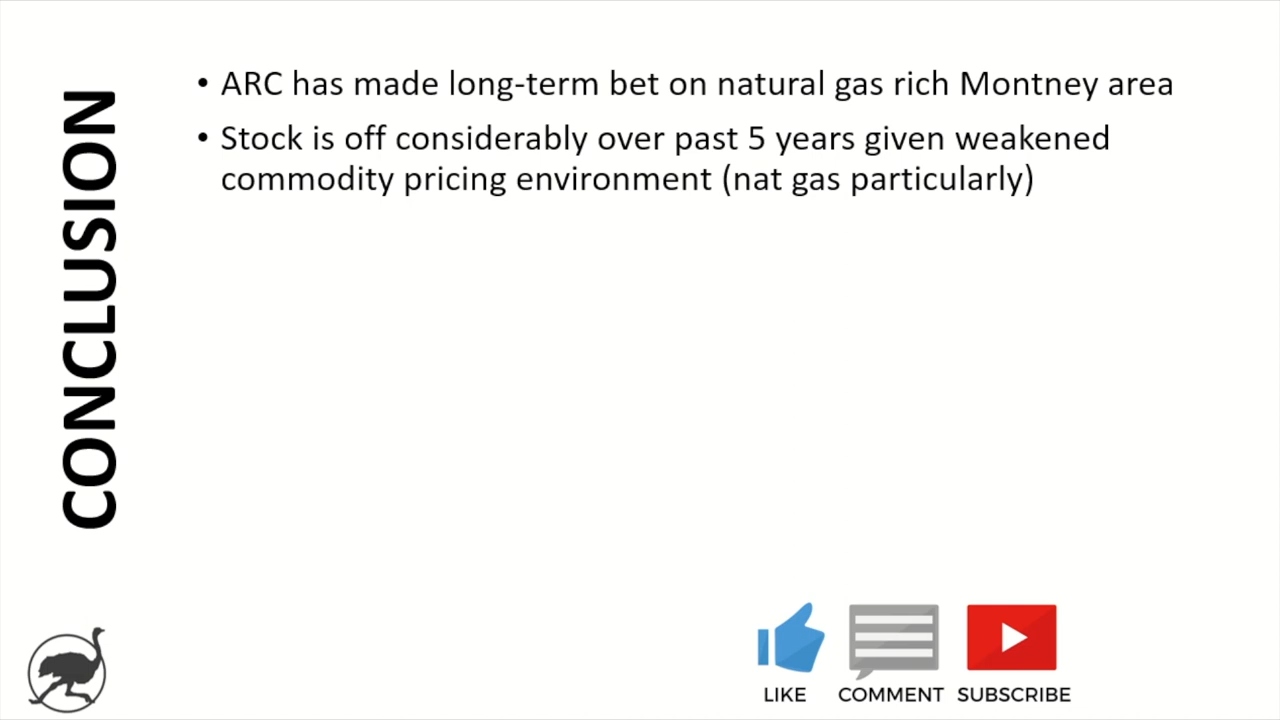 CONCLUSION
• ARC has made long-term bet on natural gas rich Montney area
• Stock is off considerably over past 5 years given weakened
commodity pricing environment (nat gas particularly)
LIKE
COMMENT
SUBSCRIBE